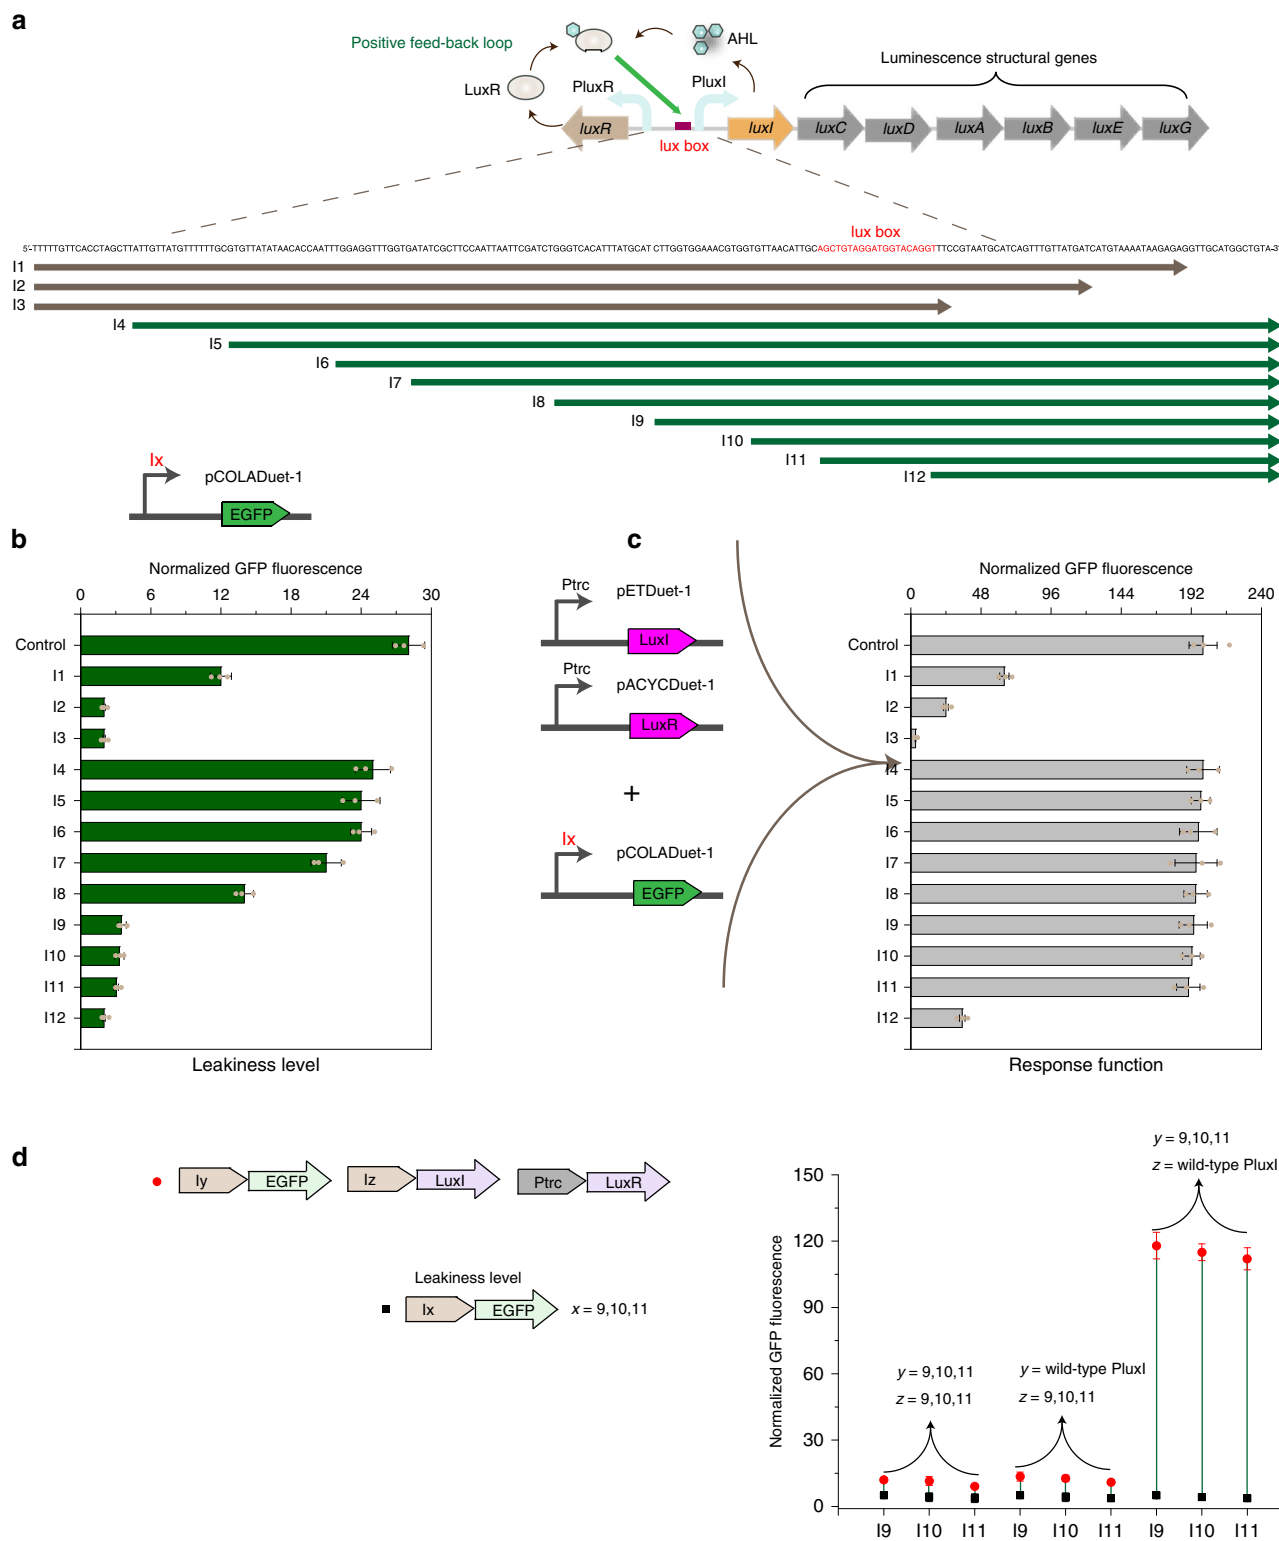 a
Positive feed-back loop
AHL
Luminescence structural genes
LuxR
PluxR
PluxI
luxR
luxI
luxC
luxD
luxA
luxB
luxE
luxG
lux box
lux box
5'-TTTTTGTTCACCTAGCTTATTGTTATGTTTTTTGCGTGTTATATAACACCAATTTGGAGGTTTGGTGATATCGCTTCCAATTAATTCGATCTGGGTCACATTTATGCAT CTTGGTGGAAACGTGGTGTTAACATTGCAGCTGTAGGATGGTACAGGTTTCCGTAATGCATCAGTTTGTTATGATCATGTAAAATAAGAGAGGTTGCATGGCTGTA-3'
I1
I2
I3
I4
I5
I6
I7
I8
I9
I10
I11
I12
Ix
pCOLADuet-1
EGFP
b
Normalized GFP fluorescence
0 6 12 18 24 30
Control
I1
I2
I3
I4
I5
I6
I7
I8
I9
I10
I11
I12
Leakiness level
c
Ptrc
pETDuet-1
LuxI
Ptrc
pACYCDuet-1
LuxR
+
Ix
pCOLADuet-1
EGFP
Normalized GFP fluorescence
0 48 96 144 192 240
Control
I1
I2
I3
I4
I5
I6
I7
I8
I9
I10
I11
I12
Response function
d
Iy EGFP Iz LuxI Ptrc LuxR
Leakiness level
Ix EGFP x = 9,10,11
Normalized GFP fluorescence
150
120
90
60
30
0
y = 9,10,11
z = 9,10,11
y = wild-type PluxI
z = 9,10,11
y = 9,10,11
z = wild-type PluxI
I9 I10 I11 I9 I10 I11 I9 I10 I11